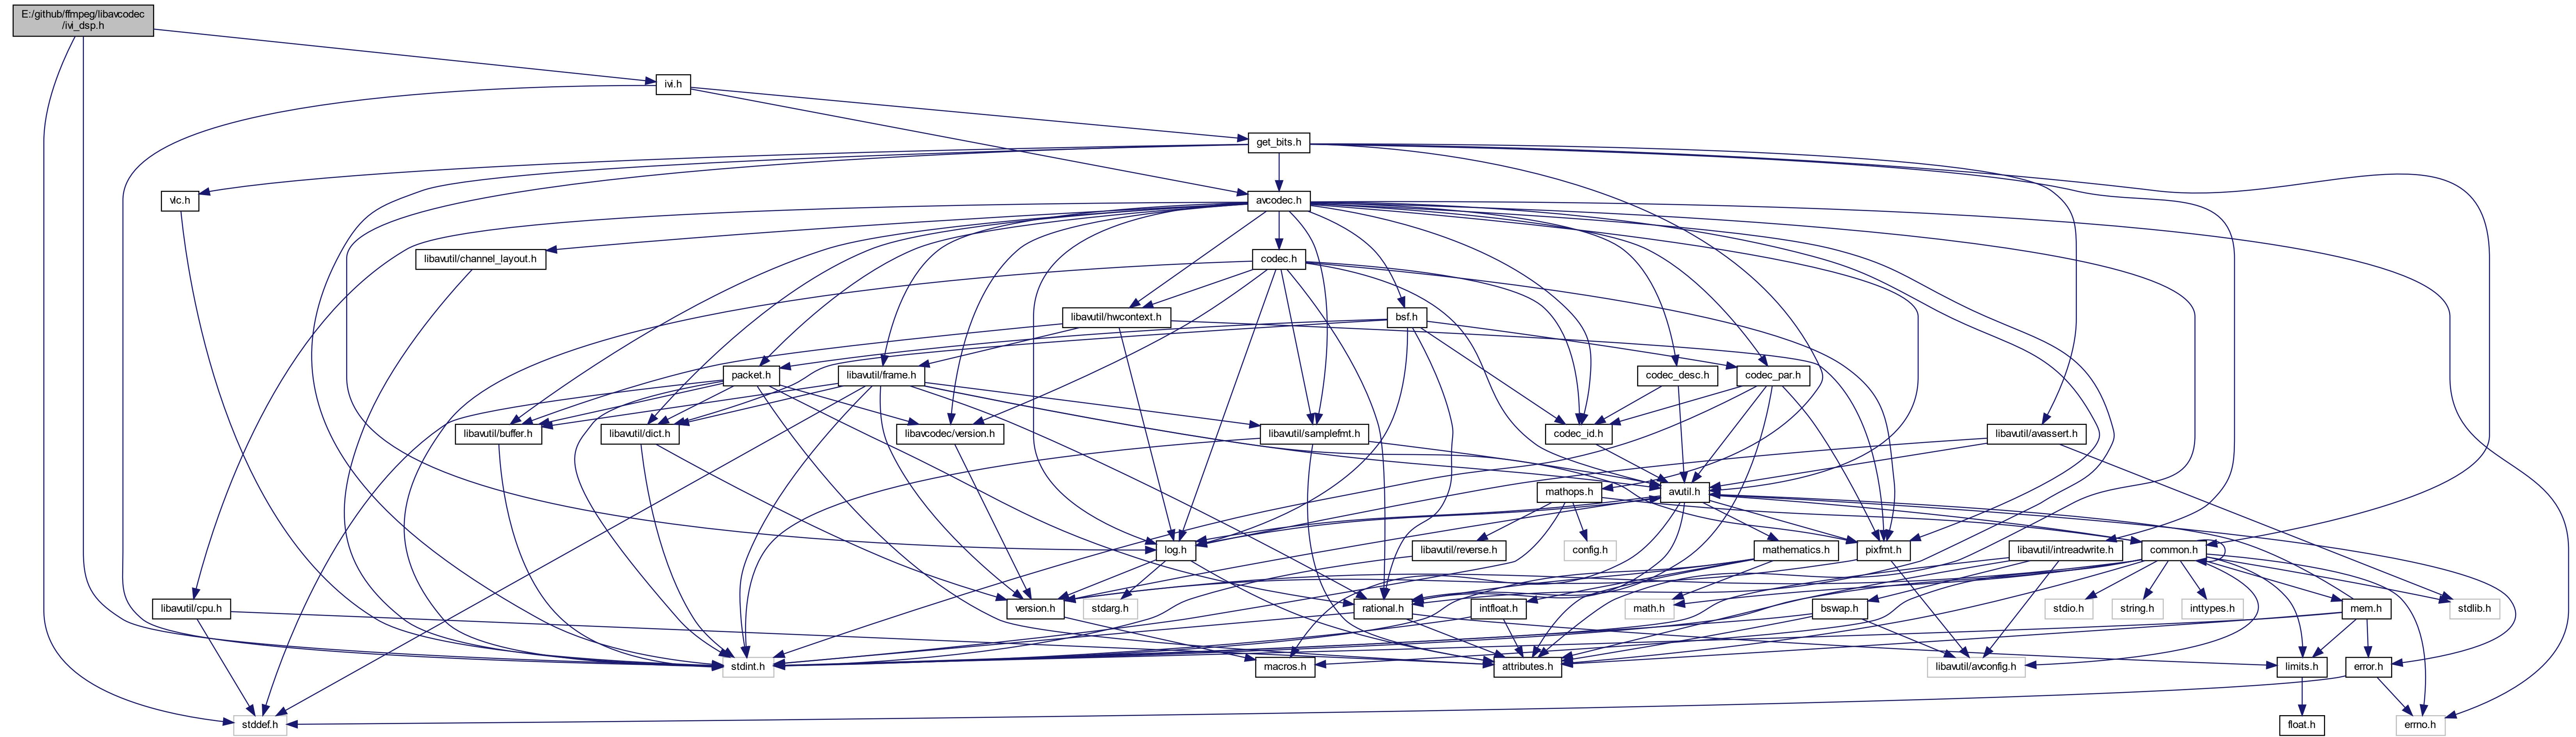 E:/github/ffmpeg/libavcodec
/ivi_dsp.h
ivi.h
get_bits.h
vlc.h
avcodec.h
libavutil/channel_layout.h
codec.h
libavutil/hwcontext.h
bsf.h
packet.h
libavutil/frame.h
codec_desc.h
codec_par.h
libavutil/buffer.h
libavutil/dict.h
libavcodec/version.h
libavutil/samplefmt.h
codec_id.h
libavutil/avassert.h
mathops.h
avutil.h
log.h
libavutil/reverse.h
config.h
mathematics.h
pixfmt.h
libavutil/intreadwrite.h
common.h
libavutil/cpu.h
version.h
stdarg.h
rational.h
intfloat.h
math.h
bswap.h
stdio.h
string.h
inttypes.h
mem.h
stdlib.h
stdint.h
macros.h
attributes.h
libavutil/avconfig.h
limits.h
error.h
stddef.h
float.h
errno.h